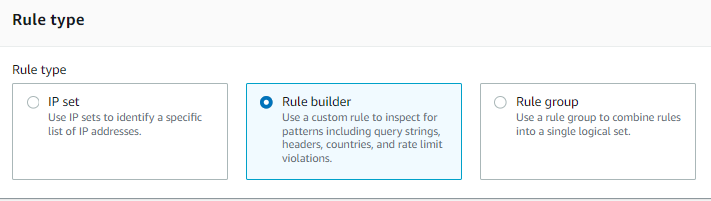 Rule type
Rule type
IP set
Use IP sets to identify a specific
list of IP addresses.
Rule builder
Use a custom rule to inspect for
patterns including query strings,
headers, countries, and rate limit
violations.
Rule group
Use a rule group to combine rules
into a single logical set.